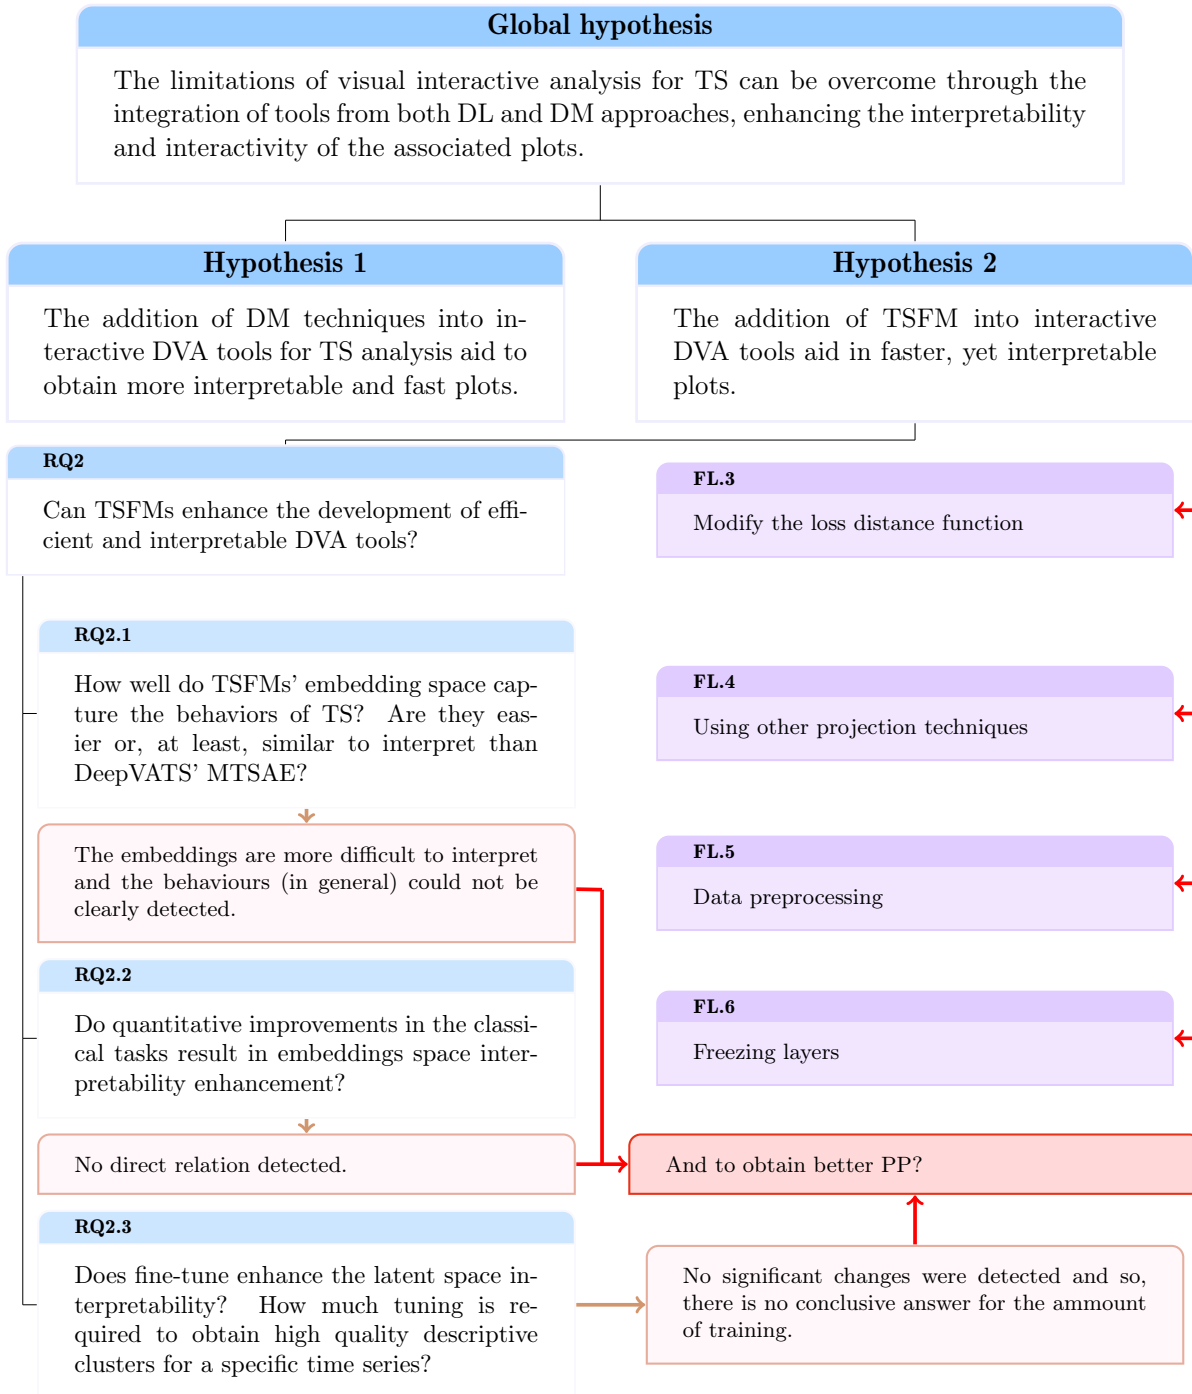 Global hypothesis
The limitations of visual interactive analysis for TS can be overcome through the
integration of tools from both DL and DM approaches, enhancing the interpretability
and interactivity of the associated plots.
Hypothesis 1
The addition of DM techniques into in-
teractive DVA tools for TS analysis aid to
obtain more interpretable and fast plots.
Hypothesis 2
The addition of TSFM into interactive
DVA tools aid in faster, yet interpretable
plots.
RQ2
Can TSFMs enhance the development of effi-
cient and interpretable DVA tools?
FL.3
Modify the loss distance function
RQ2.1
How well do TSFMs' embedding space cap-
ture the behaviors of TS? Are they eas-
ier or, at least, similar to interpret than
DeepVATS' MTSAE?
FL.4
Using other projection techniques
The embeddings are more difficult to interpret
and the behaviours (in general) could not be
clearly detected.
FL.5
Data preprocessing
RQ2.2
Do quantitative improvements in the classi-
cal tasks result in embeddings space inter-
pretability enhancement?
FL.6
Freezing layers
No direct relation detected.
And to obtain better PP?
RQ2.3
Does fine-tune enhance the latent space in-
terpretability? How much tuning is re-
quired to obtain high quality descriptive
clusters for a specific time series?
No significant changes were detected and so,
there is no conclusive answer for the ammount
of training.